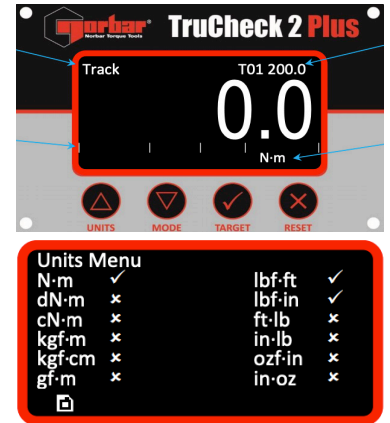 Norbar
Norbar Torque Tools
TruCheck 2 Plus
Track
T01 200.0
0.0
N·m
UNITS
MODE
TARGET
RESET
Units Menu
N·m ✓ lbf·ft ✓
dN·m × lbf·in ✓
cN·m × ft·lb ×
kgf·m × in·lb ×
kgf·cm × ozf·in ×
gf·m × in·oz ×